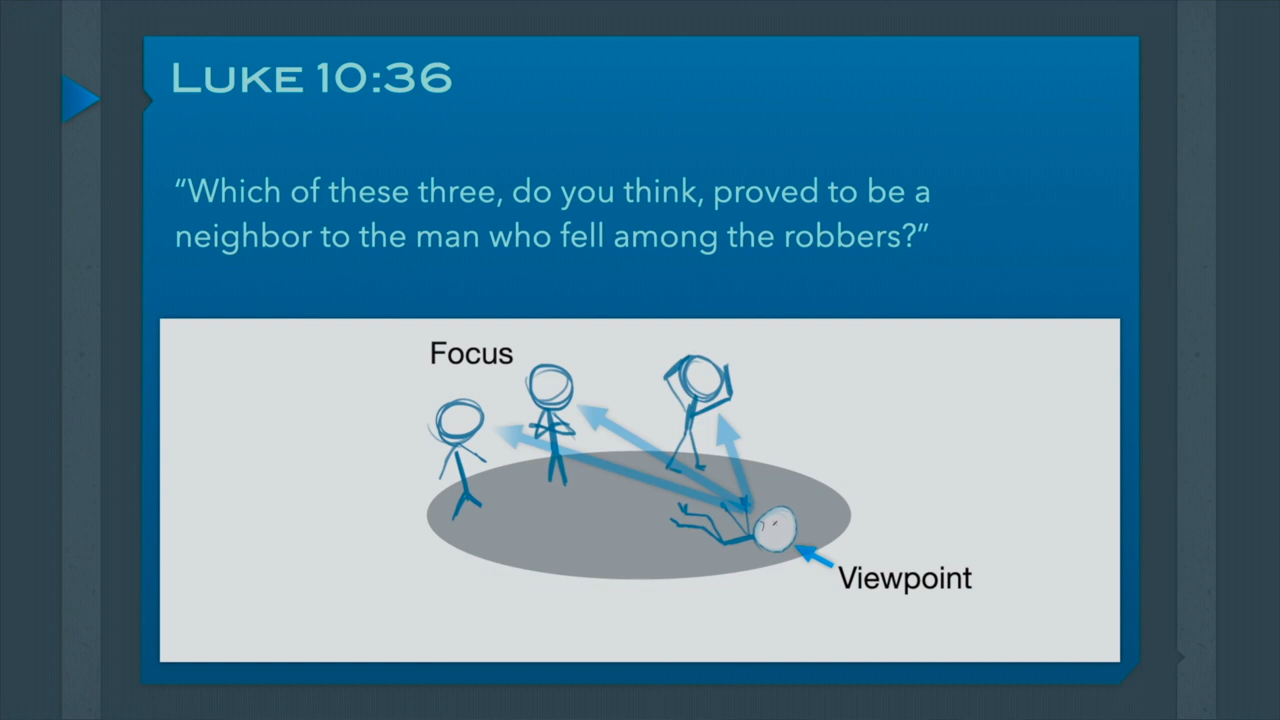 LUKE 10:36
“Which of these three, do you think, proved to be a
neighbor to the man who fell among the robbers?”
Focus
Viewpoint